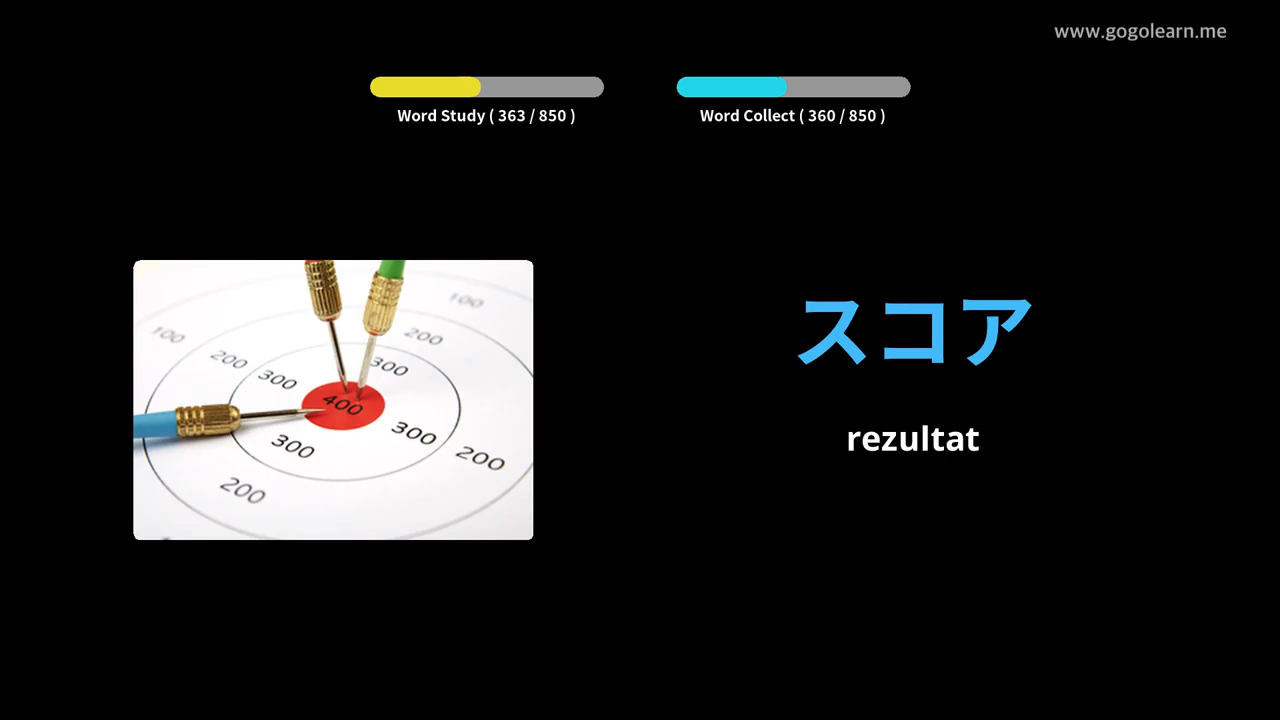 www.gogolearn.me
Word Study ( 363 / 850 )
Word Collect ( 360 / 850 )
スコア
rezultat
100
100
200
200
300
300
400
300
300
200
200